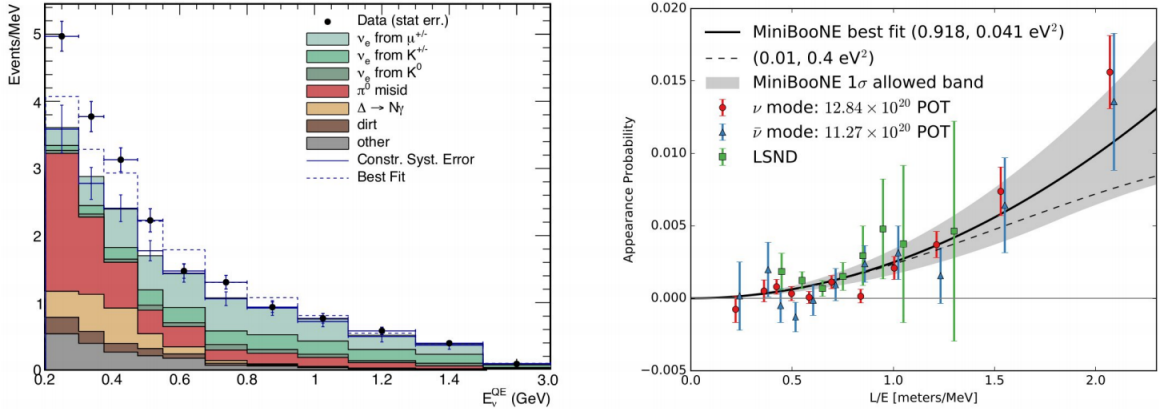 Events/MeV
5
4
3
2
1
0
Data (stat err.)
νₑ from μ⁺/⁻
νₑ from K⁺/⁻
νₑ from K⁰
π⁰ misid
Δ → Nγ
dirt
other
Constr. Syst. Error
Best Fit
0.2 0.4 0.6 0.8 1 1.2 1.4 3.0
E_ν^QE (GeV)
Appearance Probability
0.020
0.015
0.010
0.005
0.000
−0.005
MiniBooNE best fit (0.918, 0.041 eV²)
(0.01, 0.4 eV²)
MiniBooNE 1σ allowed band
ν mode: 12.84 × 10²⁰ POT
ν̄ mode: 11.27 × 10²⁰ POT
LSND
0.0 0.5 1.0 1.5 2.0
L/E [meters/MeV]